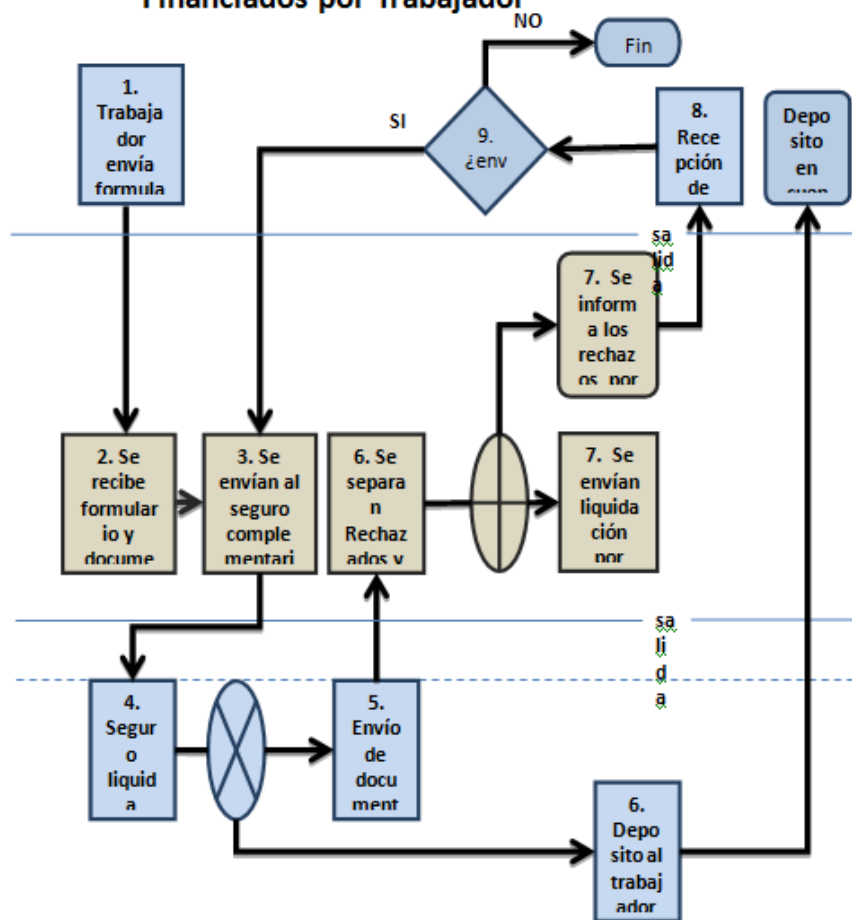 Financiados por Trabajador
NO
Fin
1.
Trabaja
dor
envía
formula
SI
9.
¿env
8.
Rece
pción
de
Depo
sito
en
cuen
sa
lid
a
7. Se
inform
a los
rechaz
os por
2. Se
recibe
formular
io y
docume
3. Se
envían al
seguro
comple
mentari
6. Se
separa
n
Rechaz
ados y
7. Se
envían
liquida
ción
por
sa
li
d
a
4.
Segur
o
liquid
a
5.
Envío
de
docum
ment
6.
Depo
sito al
trabaj
ador